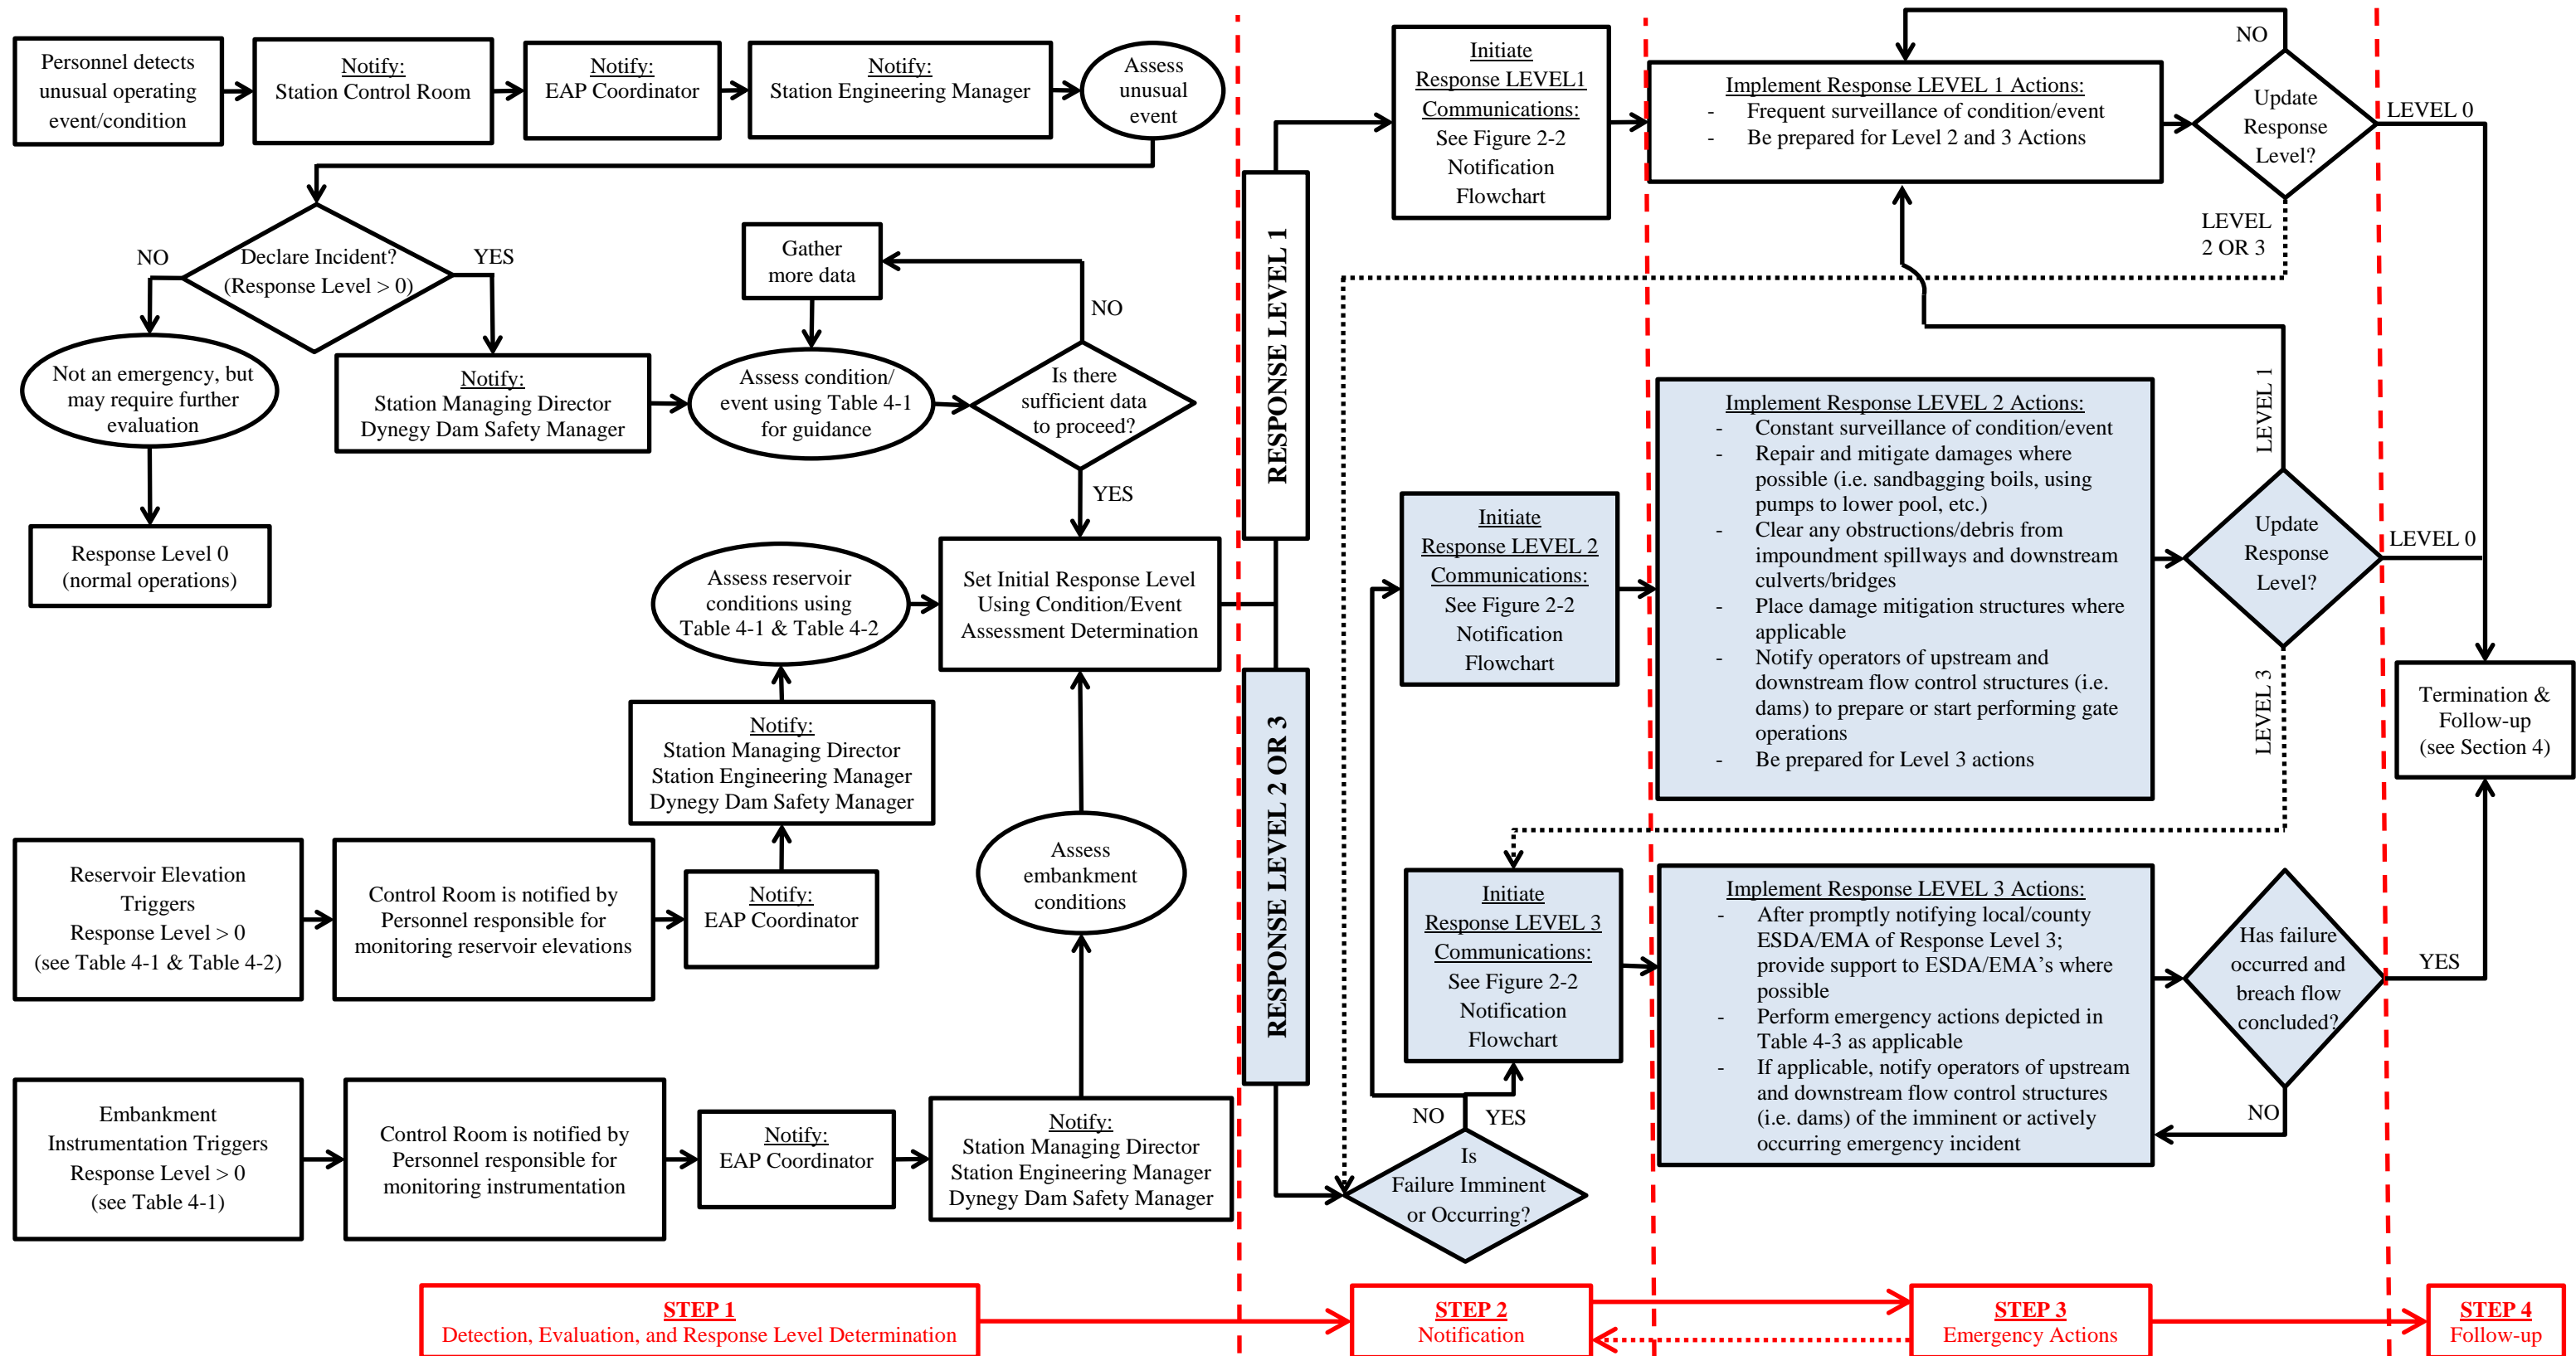 Personnel detects
unusual operating
event/condition
Notify:
Station Control Room
Notify:
EAP Coordinator
Notify:
Station Engineering Manager
Assess
unusual
event
Declare Incident?
(Response Level > 0)
NO
YES
Not an emergency, but
may require further
evaluation
Response Level 0
(normal operations)
Notify:
Station Managing Director
Dynegy Dam Safety Manager
Gather
more data
Assess condition/
event using Table 4-1
for guidance
Is there
sufficient data
to proceed?
NO
YES
Set Initial Response Level
Using Condition/Event
Assessment Determination
Assess reservoir
conditions using
Table 4-1 & Table 4-2
Notify:
Station Managing Director
Station Engineering Manager
Dynegy Dam Safety Manager
Reservoir Elevation
Triggers
Response Level > 0
(see Table 4-1 & Table 4-2)
Control Room is notified by
Personnel responsible for
monitoring reservoir elevations
Notify:
EAP Coordinator
Assess
embankment
conditions
Embankment
Instrumentation Triggers
Response Level > 0
(see Table 4-1)
Control Room is notified by
Personnel responsible for
monitoring instrumentation
Notify:
EAP Coordinator
Notify:
Station Managing Director
Station Engineering Manager
Dynegy Dam Safety Manager
RESPONSE LEVEL 1
RESPONSE LEVEL 2 OR 3
Initiate
Response LEVEL1
Communications:
See Figure 2-2
Notification
Flowchart
Implement Response LEVEL 1 Actions:
- Frequent surveillance of condition/event
- Be prepared for Level 2 and 3 Actions
Update
Response
Level?
NO
LEVEL 0
LEVEL
2 OR 3
Initiate
Response LEVEL 2
Communications:
See Figure 2-2
Notification
Flowchart
Implement Response LEVEL 2 Actions:
- Constant surveillance of condition/event
- Repair and mitigate damages where
possible (i.e. sandbagging boils, using
pumps to lower pool, etc.)
- Clear any obstructions/debris from
impoundment spillways and downstream
culverts/bridges
- Place damage mitigation structures where
applicable
- Notify operators of upstream and
downstream flow control structures (i.e.
dams) to prepare or start performing gate
operations
- Be prepared for Level 3 actions
LEVEL 1
Update
Response
Level?
LEVEL 0
LEVEL 3
Termination &
Follow-up
(see Section 4)
Initiate
Response LEVEL 3
Communications:
See Figure 2-2
Notification
Flowchart
Implement Response LEVEL 3 Actions:
- After promptly notifying local/county
ESDA/EMA of Response Level 3;
provide support to ESDA/EMA’s where
possible
- Perform emergency actions depicted in
Table 4-3 as applicable
- If applicable, notify operators of upstream
and downstream flow control structures
(i.e. dams) of the imminent or actively
occurring emergency incident
Has failure
occurred and
breach flow
concluded?
YES
NO
NO
YES
Is
Failure Imminent
or Occurring?
STEP 1
Detection, Evaluation, and Response Level Determination
STEP 2
Notification
STEP 3
Emergency Actions
STEP 4
Follow-up